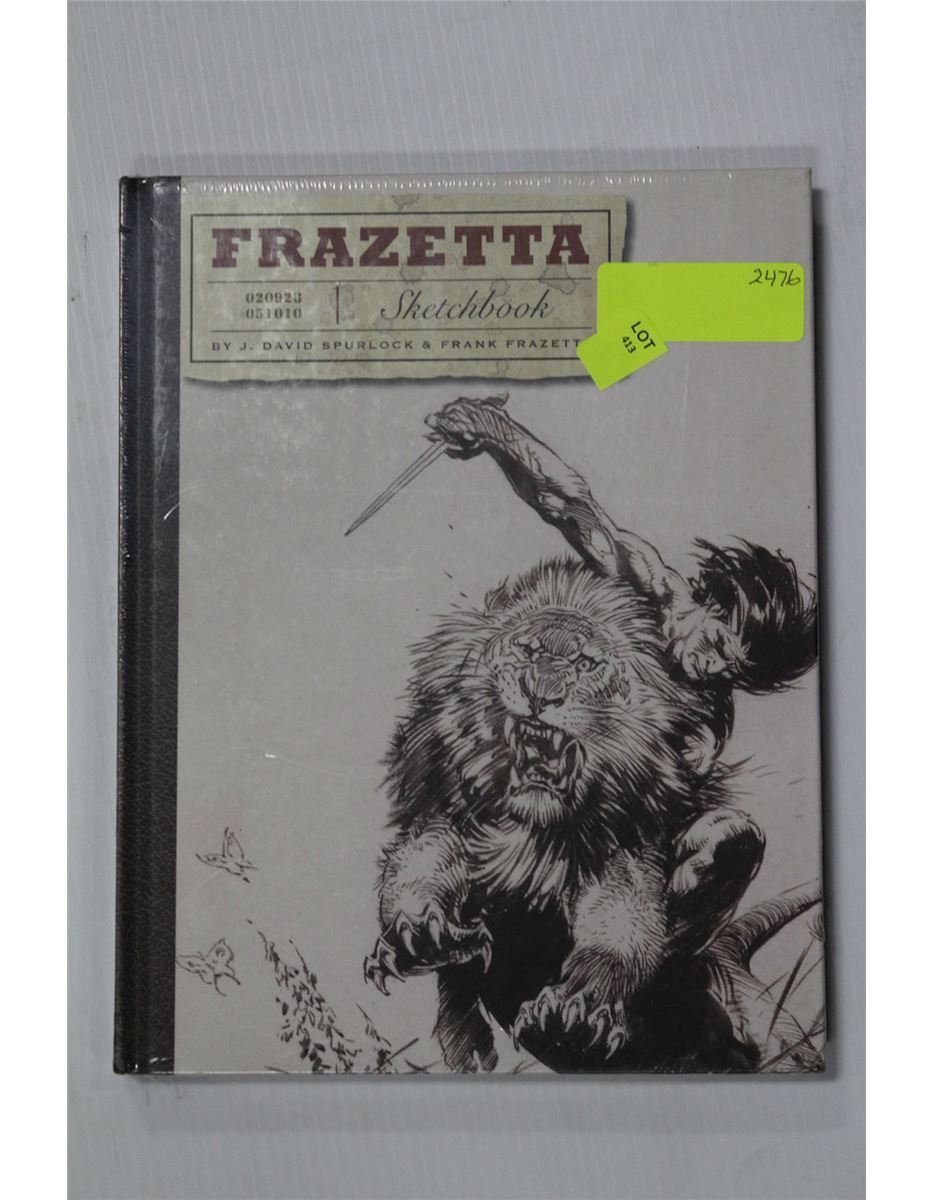 FRAZETTA
020923
051010
I
Sketchbook
BY J. DAVID SPURLOCK & FRANK FRAZETT
2476
LOT
413